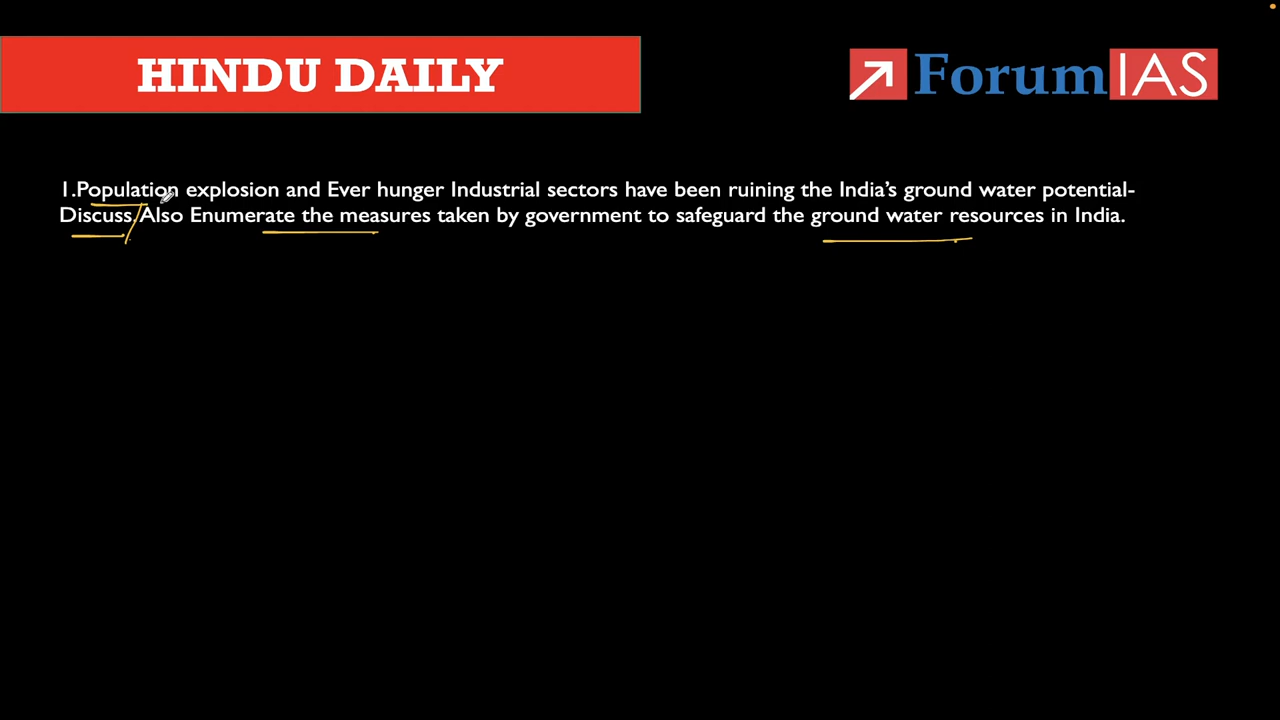 HINDU DAILY
ForumIAS
1.Population explosion and Ever hunger Industrial sectors have been ruining the India's ground water potential-
Discuss/Also Enumerate the measures taken by government to safeguard the ground water resources in India.